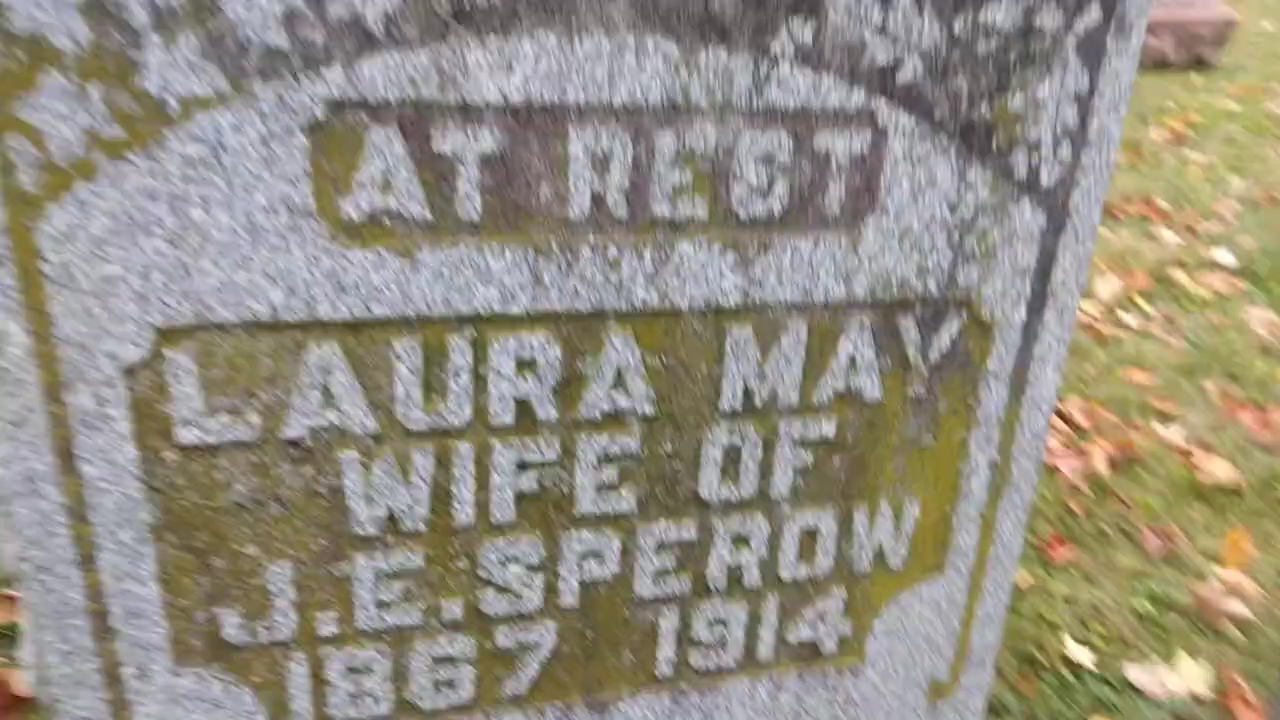 AT REST
LAURA MAY
WIFE OF
J.E. SPEROW
1867 1914